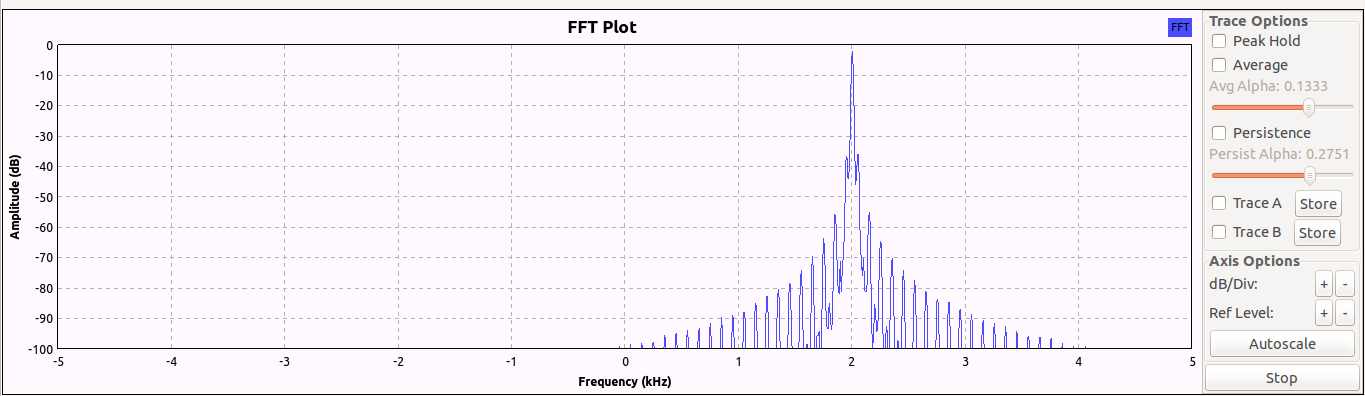 FFT Plot
FFT
Amplitude (dB)
0
-10
-20
-30
-40
-50
-60
-70
-80
-90
-100
-5 -4 -3 -2 -1 0 1 2 3 4 5
Frequency (kHz)
Trace Options
Peak Hold
Average
Avg Alpha: 0.1333
Persistence
Persist Alpha: 0.2751
Trace A Store
Trace B Store
Axis Options
dB/Div: + -
Ref Level: + -
Autoscale
Stop